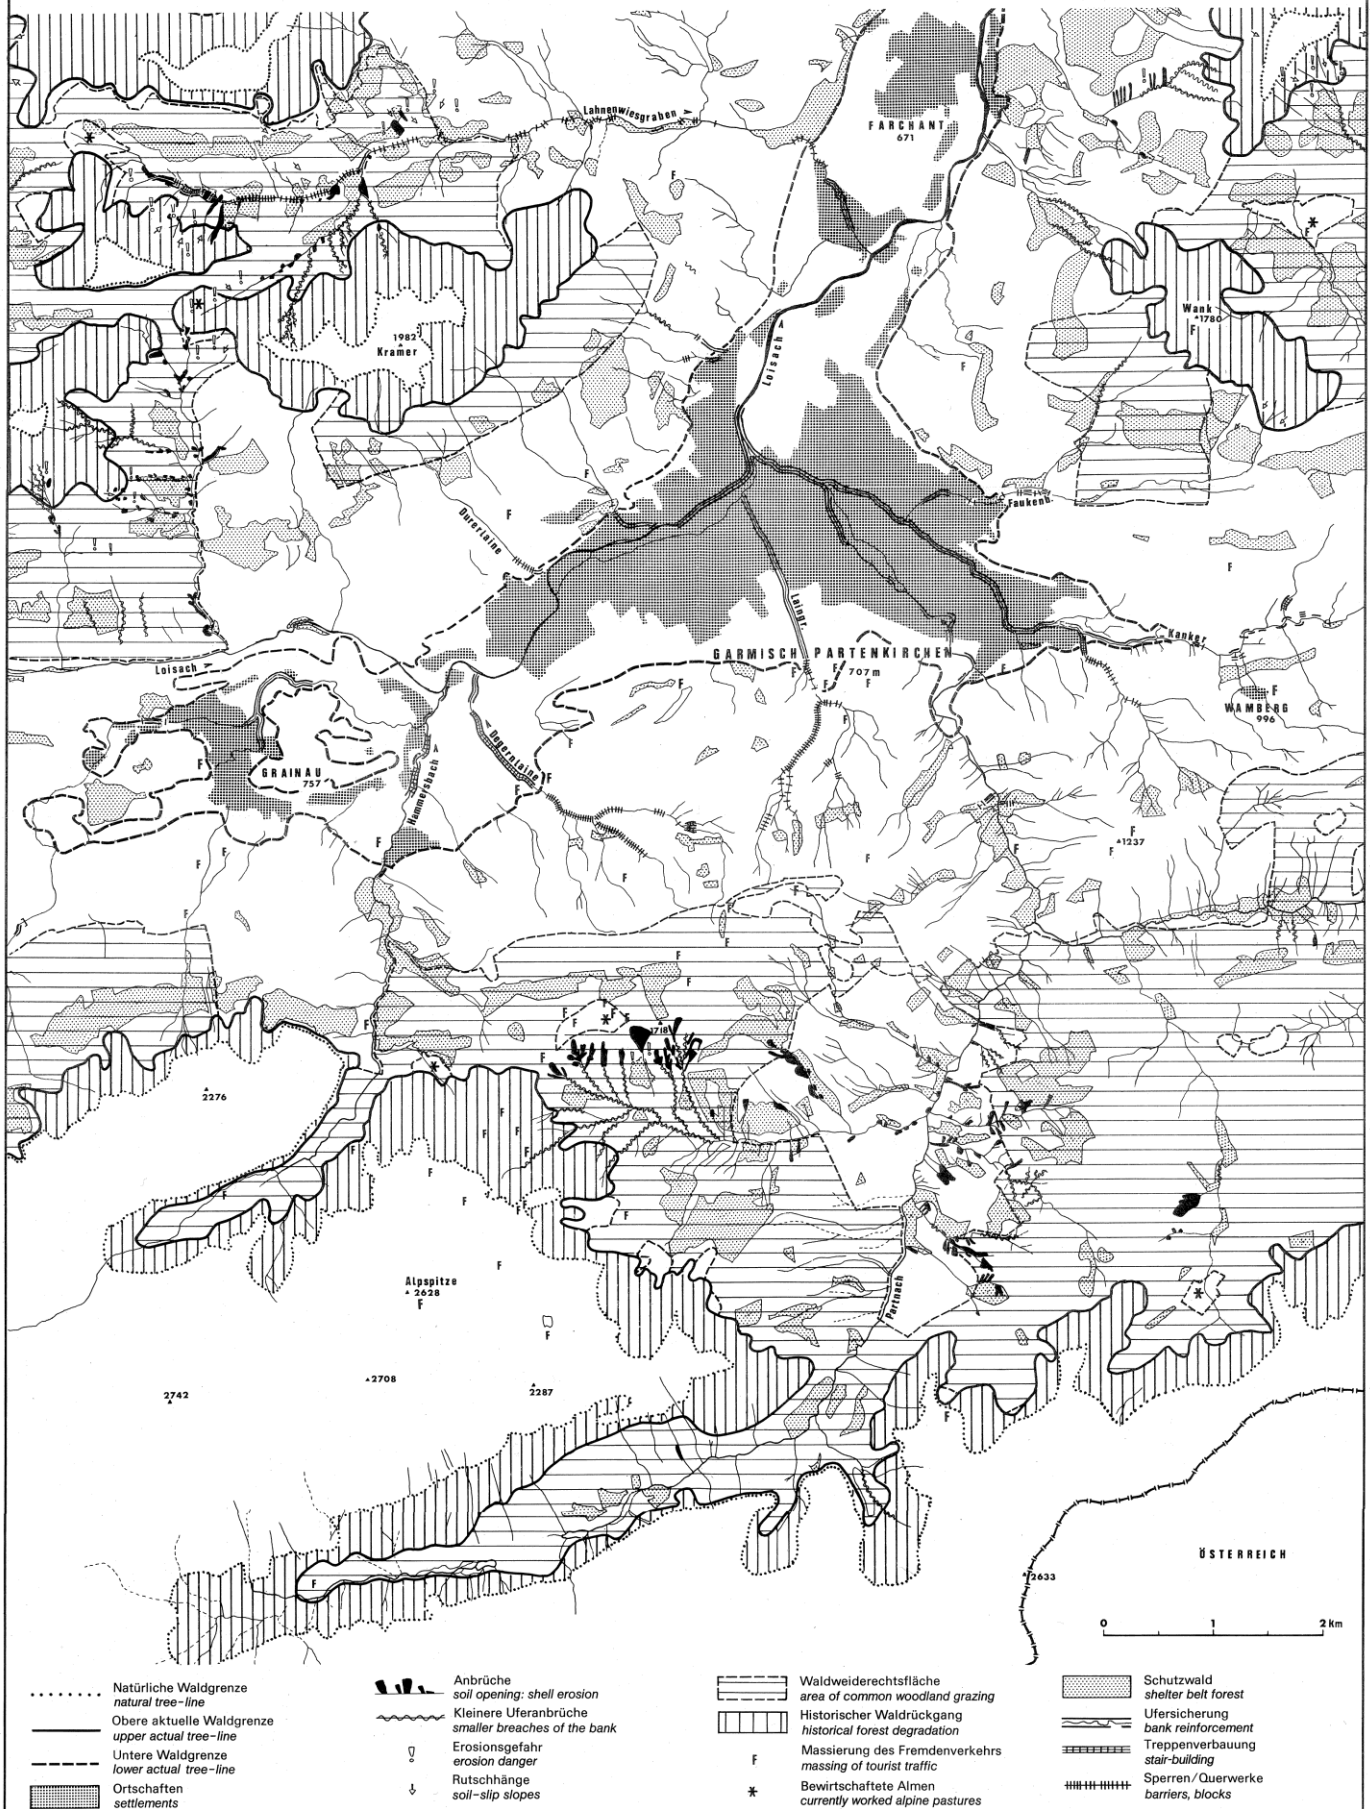 Lahnenwiesgraben
FARCHANT
671
F
F
Wank
1780
F
1982
Kramer
Loisach
F
F
F
Faukenb.
Dürerlaine
F
Laingr.
Kanker
GARMISCH PARTENKIRCHEN
707m
F
F
F
F
F
Loisach
F
WAMBERG
996
F
F
GRAINAU
757
Hammersbach
Degernlaine
F
F
F
F
F
F
1237
F
F
F
F
F
F
F
F
F
F
F
F
1718
F
F
2276
F
F
F
F
F
F
F
F
F
F
Alpspitze
2628
F
Partnach
F
2708
2742
2287
F
F
ÖSTERREICH
2633
0 1 2km
Natürliche Waldgrenze
natural tree-line
Obere aktuelle Waldgrenze
upper actual tree-line
Untere Waldgrenze
lower actual tree-line
Ortschaften
settlements
Anbrüche
soil opening: shell erosion
Kleinere Uferanbrüche
smaller breaches of the bank
! Erosionsgefahr
erosion danger
Rutschhänge
soil-slip slopes
Waldweiderechtsfläche
area of common woodland grazing
Historischer Waldrückgang
historical forest degradation
F Massierung des Fremdenverkehrs
massing of tourist traffic
* Bewirtschaftete Almen
currently worked alpine pastures
Schutzwald
shelter belt forest
Ufersicherung
bank reinforcement
Treppenverbauung
stair-building
Sperren/Querwerke
barriers, blocks